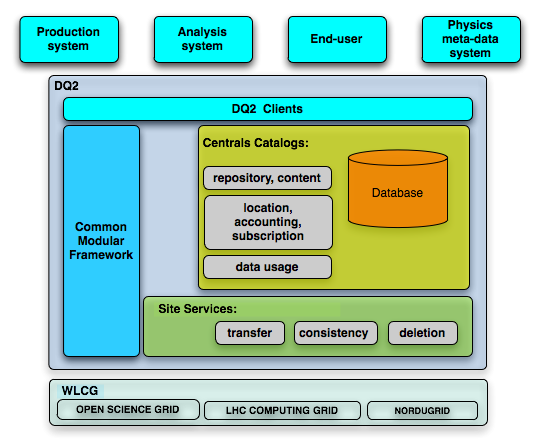 Production
system
Analysis
system
End-user
Physics
meta-data
system
DQ2
DQ2 Clients
Common
Modular
Framework
Centrals Catalogs:
repository, content
location,
accounting,
subscription
data usage
Database
Site Services:
transfer
consistency
deletion
WLCG
OPEN SCIENCE GRID
LHC COMPUTING GRID
NORDUGRID